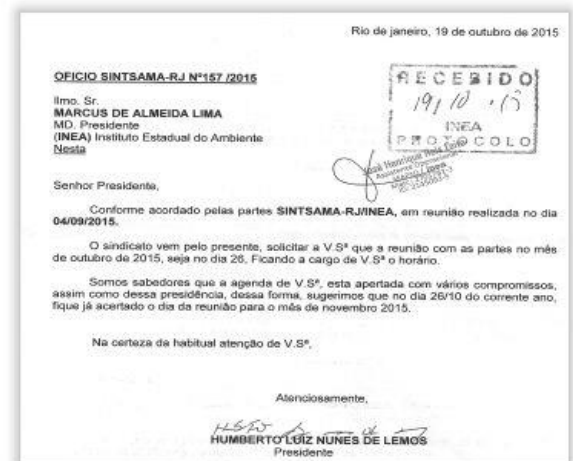 Rio de janeiro, 19 de outubro de 2015
OFICIO SINTSAMA-RJ Nº157 /2015
RECEBIDO
19/10 . 15
INEA
PROTOCOLO
Ilmo. Sr.
MARCUS DE ALMEIDA LIMA
MD. Presidente
(INEA) Instituto Estadual do Ambiente
Nesta
José Henrique
Senhor Presidente,
Conforme acordado pelas partes SINTSAMA-RJ/INEA, em reunião realizada no dia
04/09/2015.
O sindicato vem pelo presente, solicitar a V.Sª que a reunião com as partes no mês
de outubro de 2015, seja no dia 26, Ficando a cargo de V.Sª o horário.
Somos sabedores que a agenda de V.Sª, esta apertada com vários compromissos,
assim como dessa presidência, dessa forma, sugerimos que no dia 26/10 do corrente ano,
fique já acertado o dia da reunião para o mês de novembro 2015.
Na certeza da habitual atenção de V.Sª,
Atenciosamente,
HUMBERTO LUIZ NUNES DE LEMOS
Presidente